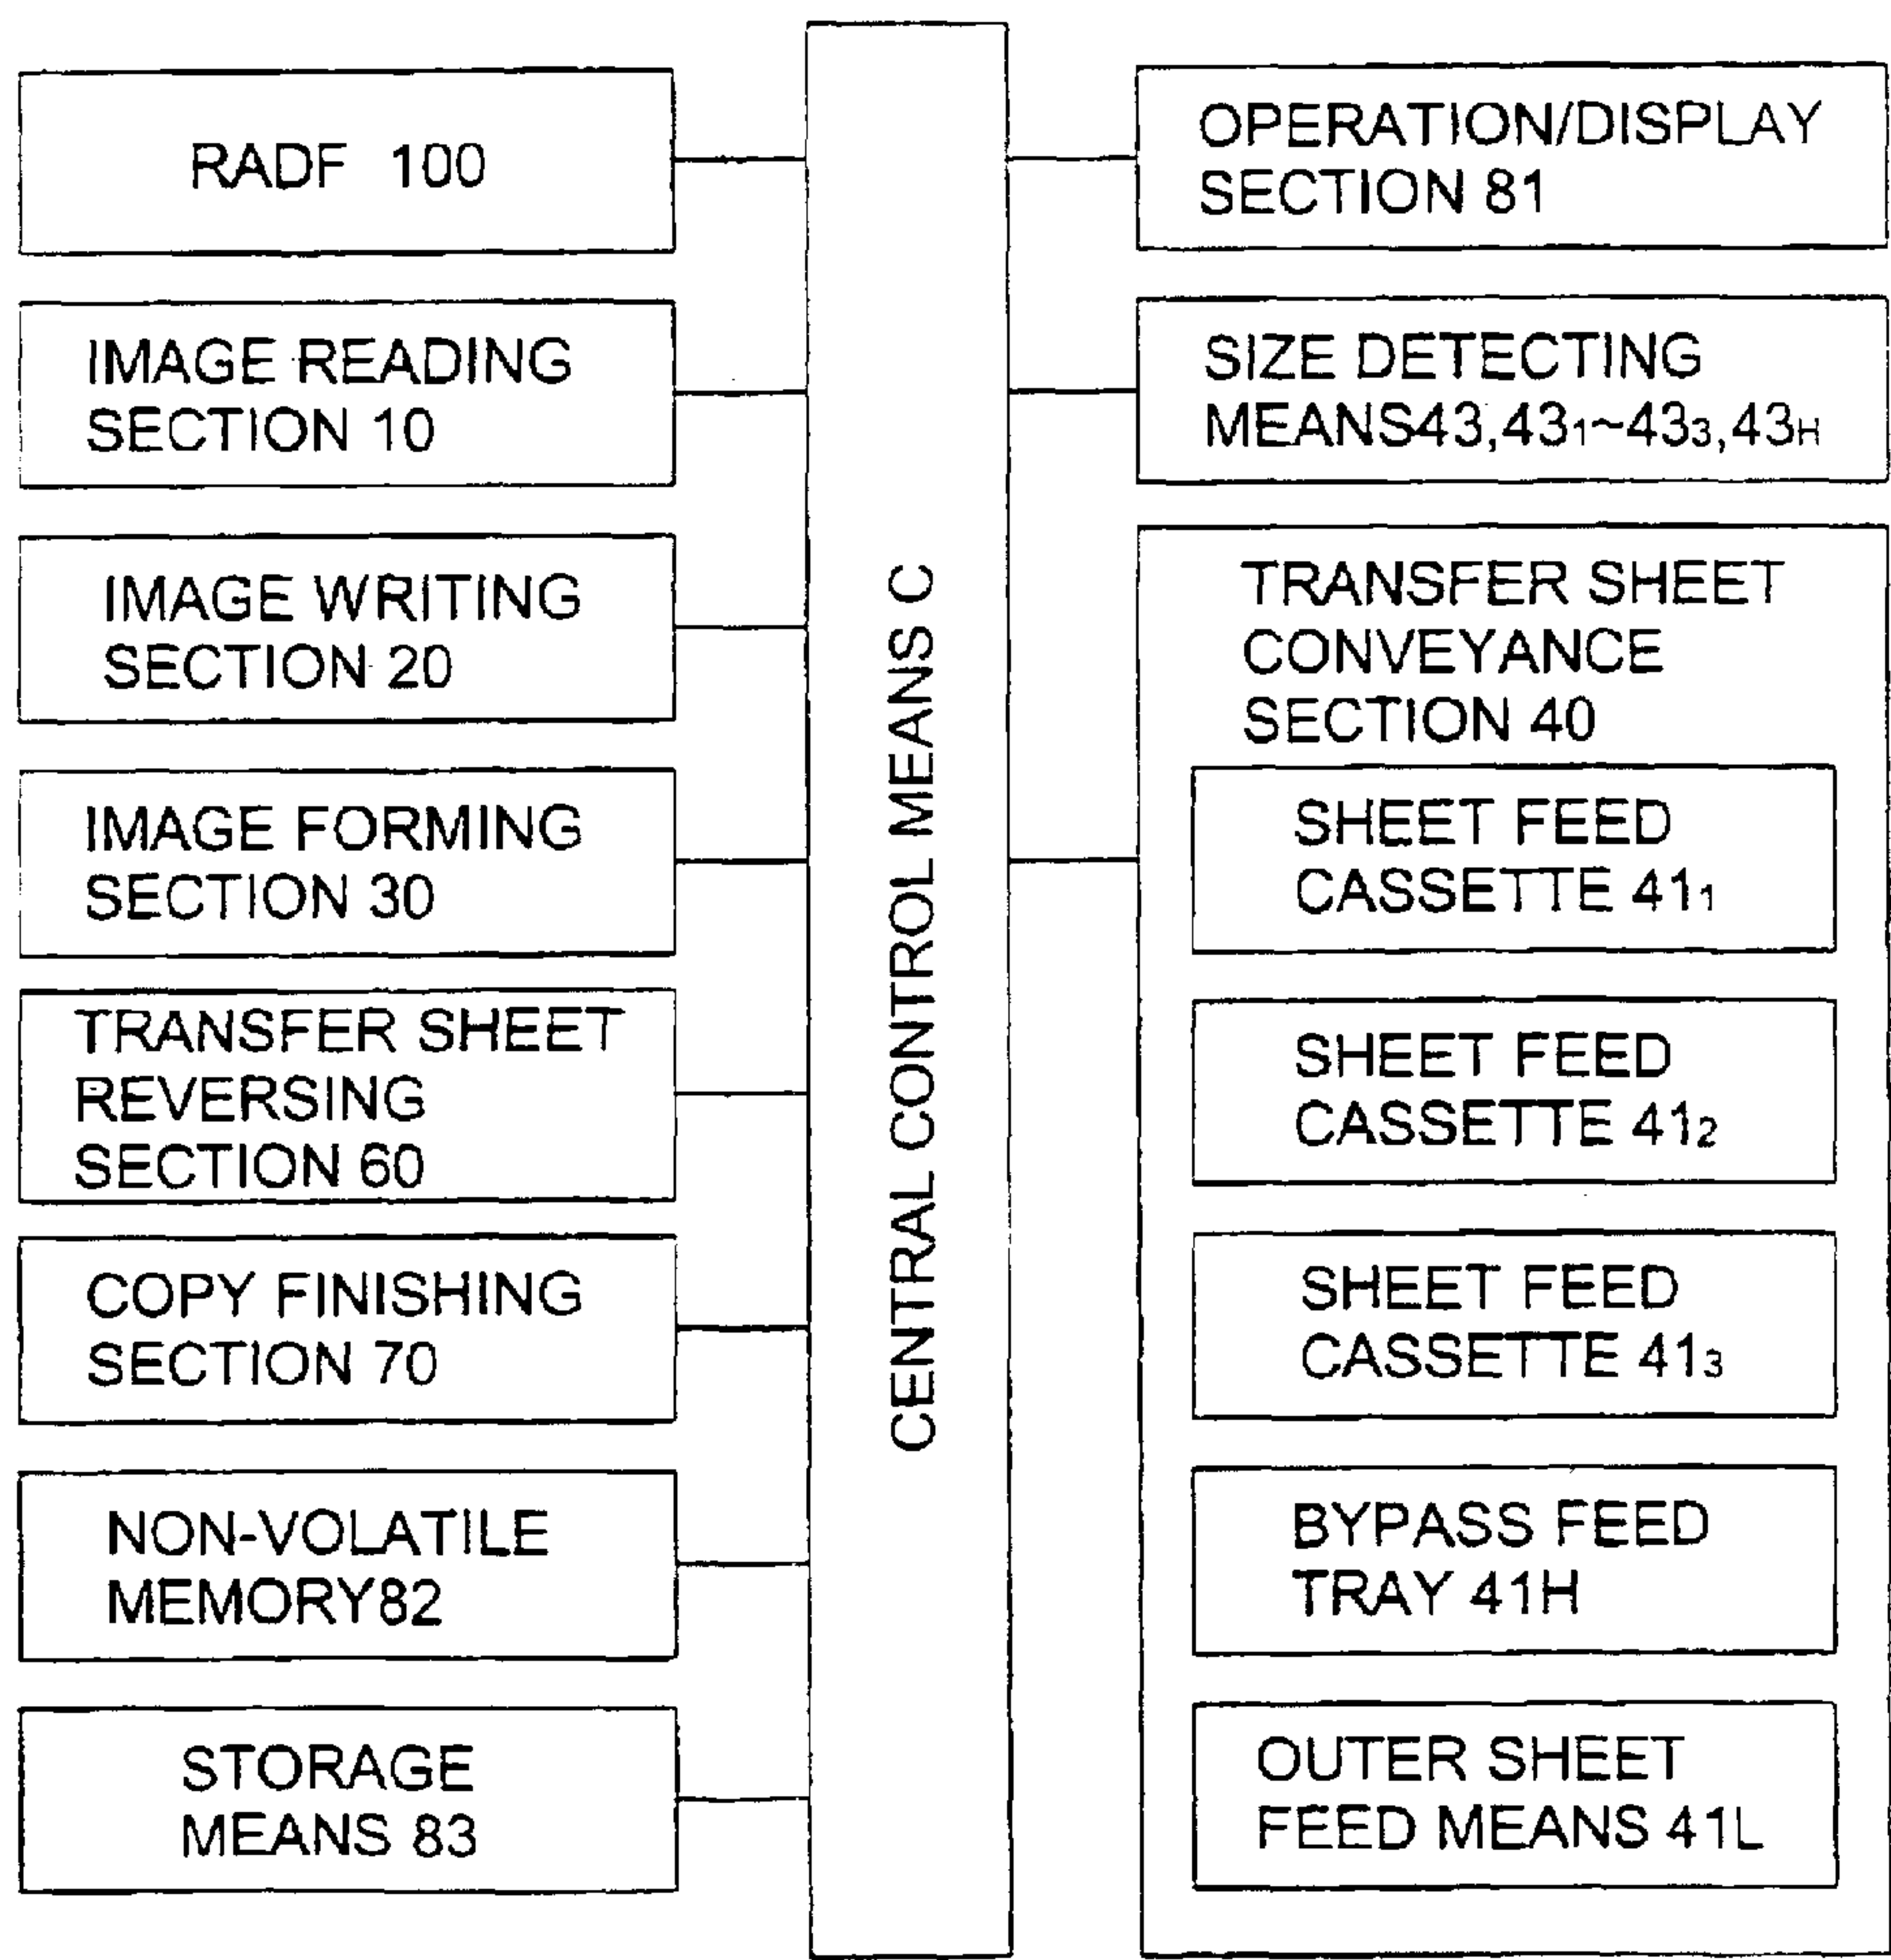 RADF 100
IMAGE READING
SECTION 10
IMAGE WRITING
SECTION 20
IMAGE FORMING
SECTION 30
TRANSFER SHEET
REVERSING
SECTION 60
COPY FINISHING
SECTION 70
NON-VOLATILE
MEMORY82
STORAGE
MEANS 83
CENTRAL CONTROL MEANS C
OPERATION/DISPLAY
SECTION 81
SIZE DETECTING
MEANS43,43₁~43₃,43H
TRANSFER SHEET
CONVEYANCE
SECTION 40
SHEET FEED
CASSETTE 41₁
SHEET FEED
CASSETTE 41₂
SHEET FEED
CASSETTE 41₃
BYPASS FEED
TRAY 41H
OUTER SHEET
FEED MEANS 41L